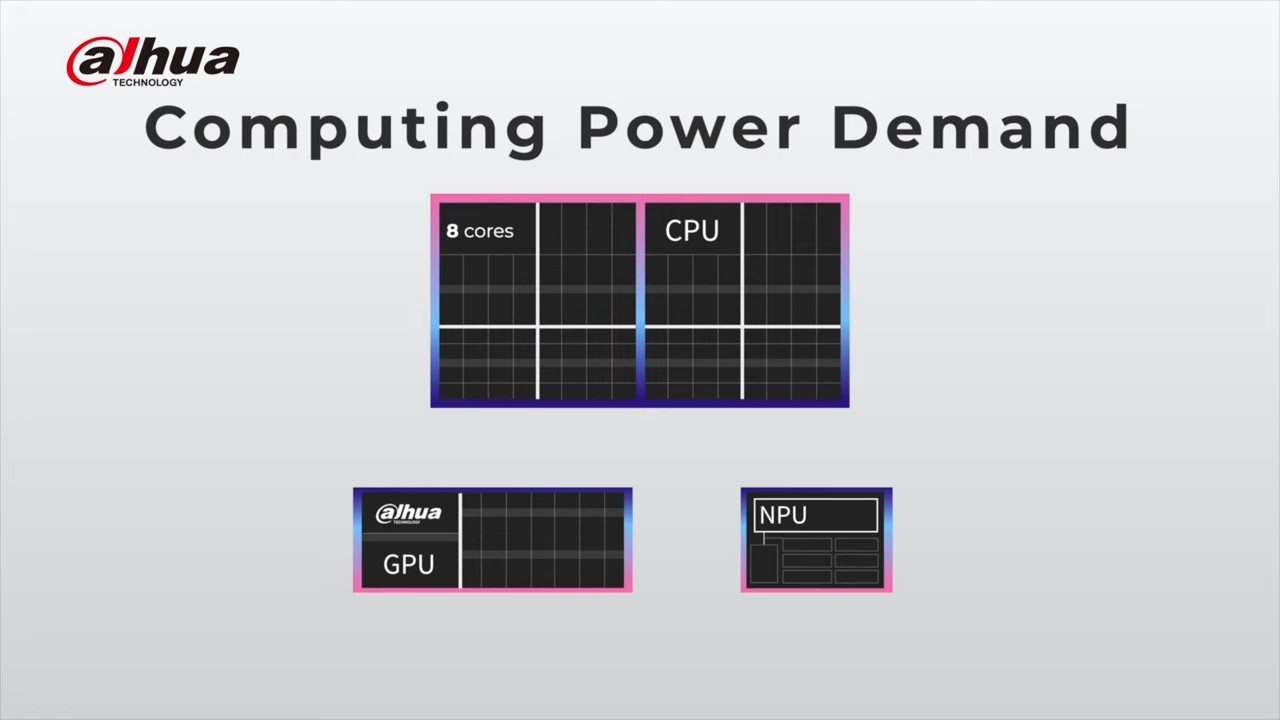 alhua
TECHNOLOGY
Computing Power Demand
8 cores
CPU
alhua
TECHNOLOGY
GPU
NPU